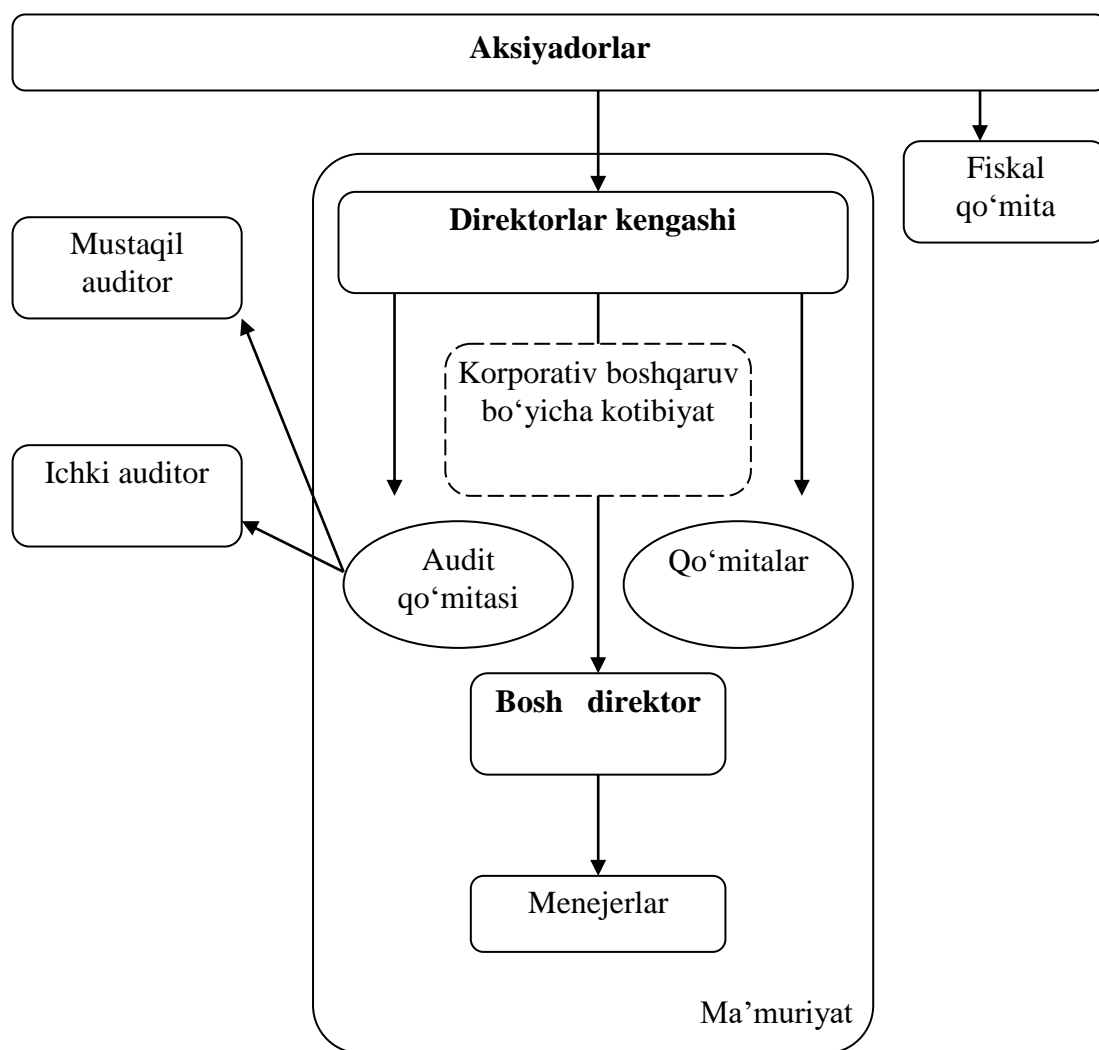 Aksiyadorlar
Fiskal
qo‘mita
Direktorlar kengashi
Mustaqil
auditor
Korporativ boshqaruv
bo‘yicha kotibiyat
Ichki auditor
Audit
qo‘mitasi
Qo‘mitalar
Bosh direktor
Menejerlar
Ma’muriyat